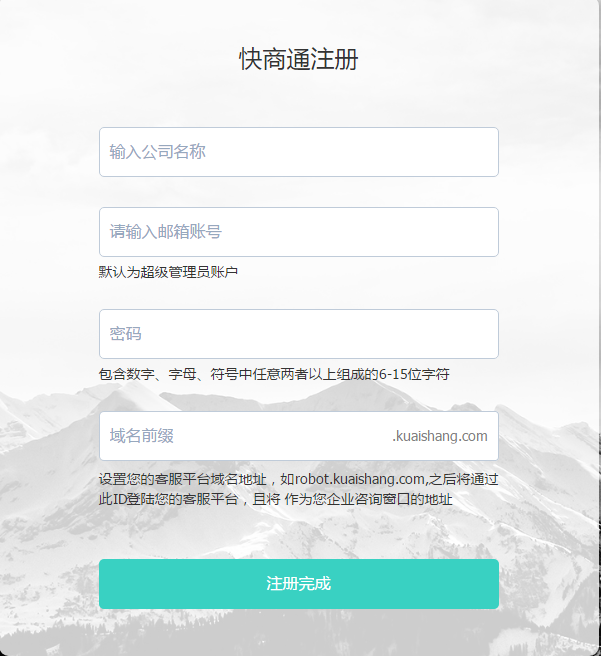 快商通注册
输入公司名称
请输入邮箱账号
默认为超级管理员账户
密码
包含数字、字母、符号中任意两者以上组成的6-15位字符
域名前缀 .kuaishang.com
设置您的客服平台域名地址，如robot.kuaishang.com,之后将通过
此ID登陆您的客服平台，且将 作为您企业咨询窗口的地址
注册完成